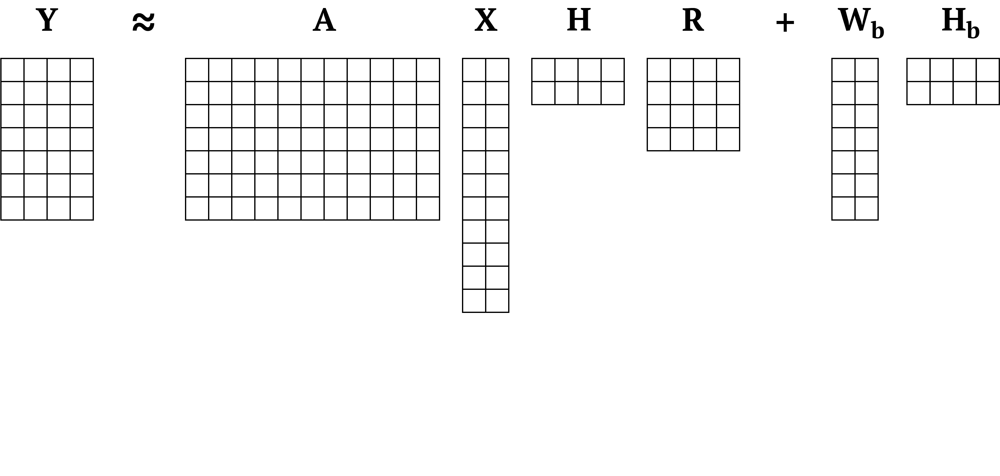 Y ≈ A X H R + W_b H_b